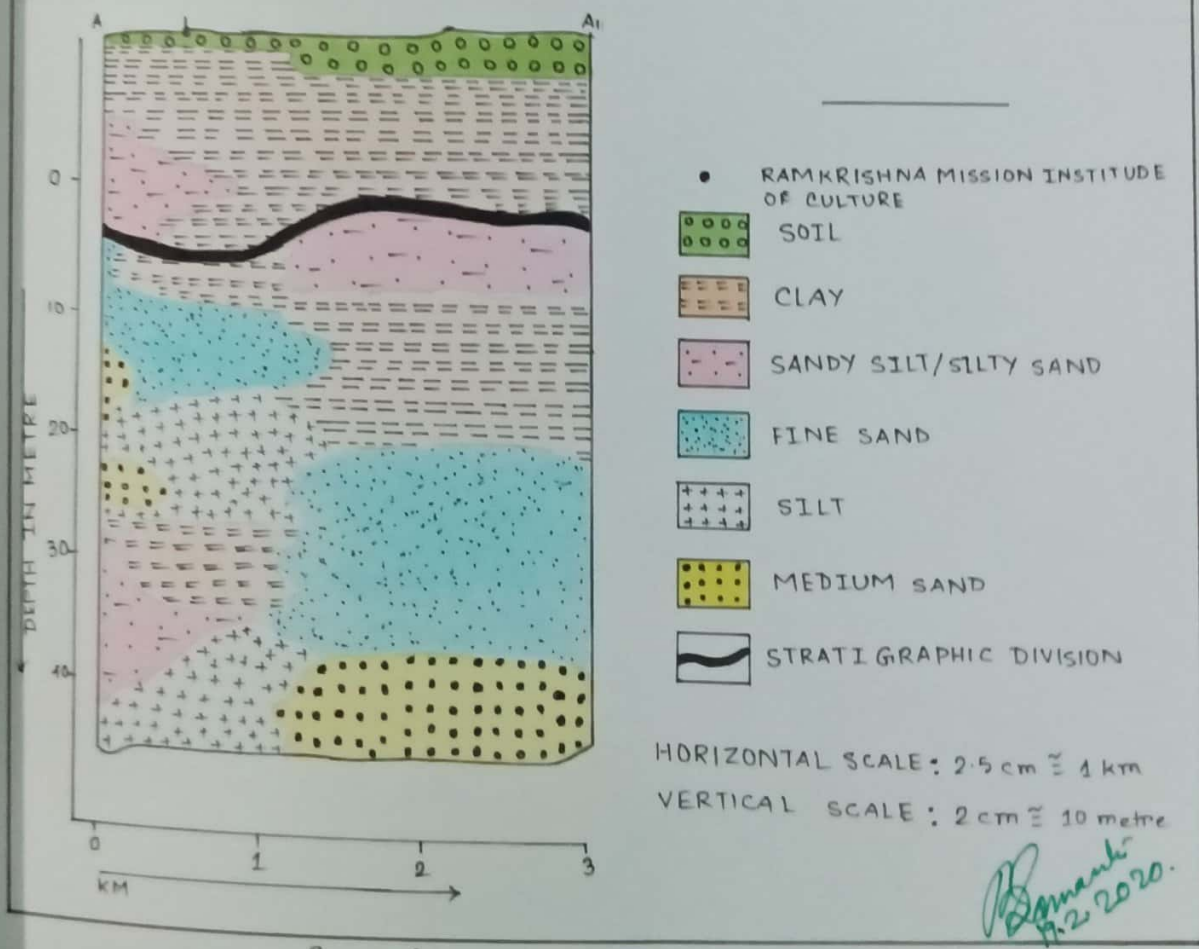 A A₁
0
10
20
30
40
DEPTH IN METRE
0 1 2 3
KM
RAMKRISHNA MISSION INSTITUDE
OF CULTURE
SOIL
CLAY
SANDY SILT/SILTY SAND
FINE SAND
SILT
MEDIUM SAND
STRATIGRAPHIC DIVISION
HORIZONTAL SCALE: 2.5 cm ≅ 1 km
VERTICAL SCALE: 2 cm ≅ 10 metre
19.2.2020.